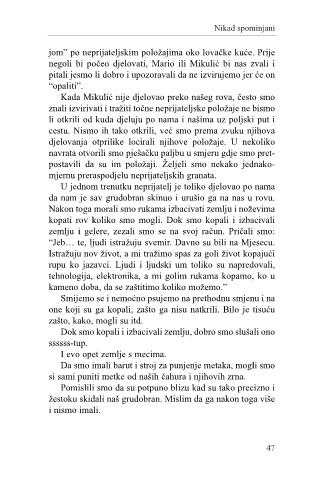 Nikad spominjani
jom” po neprijateljskim položajima oko lovačke kuće. Prije
negoli bi počeo djelovati, Mario ili Mikulić bi nas zvali i
pitali jesmo li dobro i upozoravali da ne izvirujemo jer će on
“opaliti”.
Kada Mikulić nije djelovao preko našeg rova, često smo
znali izvirivati i tražiti točne neprijateljske položaje ne bismo
li otkrili od kuda djeluju po nama i našima uz poljski put i
cestu. Nismo ih tako otkrili, već smo prema zvuku njihova
djelovanja otprilike locirali njihove položaje. U nekoliko
navrata otvorili smo pješačku paljbu u smjeru gdje smo pret-
postavili da su im položaji. Željeli smo nekako jednako-
mjernu preraspodjelu neprijateljskih granata.
U jednom trenutku neprijatelj je toliko djelovao po nama
da nam je sav grudobran skinuo i urušio ga na nas u rovu.
Nakon toga morali smo rukama izbacivati zemlju i noževima
kopati rov koliko smo mogli. Dok smo kopali i izbacivali
zemlju i gelere, zezali smo se na svoj račun. Pričali smo:
“Jeb… te, ljudi istražuju svemir. Davno su bili na Mjesecu.
Istražuju nov život, a mi tražimo spas za goli život kopajući
rupu ko jazavci. Ljudi i ljudski um toliko su napredovali,
tehnologija, elektronika, a mi golim rukama kopamo, ko u
kameno doba, da se zaštitimo koliko možemo.”
Smijemo se i nemoćno psujemo na prethodnu smjenu i na
one koji su ga kopali, zašto ga nisu natkrili. Bilo je tisuću
zašto, kako, mogli su itd.
Dok smo kopali i izbacivali zemlju, dobro smo slušali ono
ssssss-tup.
I evo opet zemlje s mecima.
Da smo imali barut i stroj za punjenje metaka, mogli smo
si sami puniti metke od naših čahura i njihovih zrna.
Pomislili smo da su potpuno blizu kad su tako precizno i
žestoku skidali naš grudobran. Mislim da ga nakon toga više
i nismo imali.
47